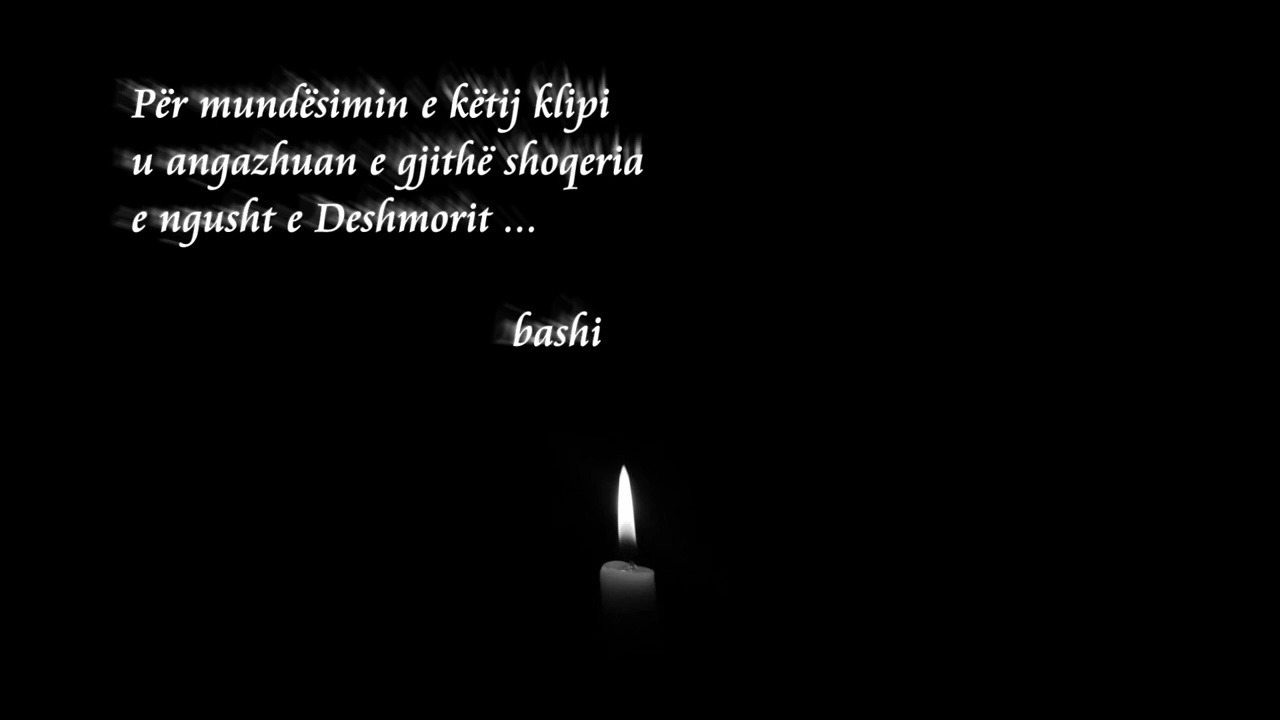 Për mundësimin e këtij klipi
u angazhuan e gjithë shoqeria
e ngusht e Deshmorit ...
bashi